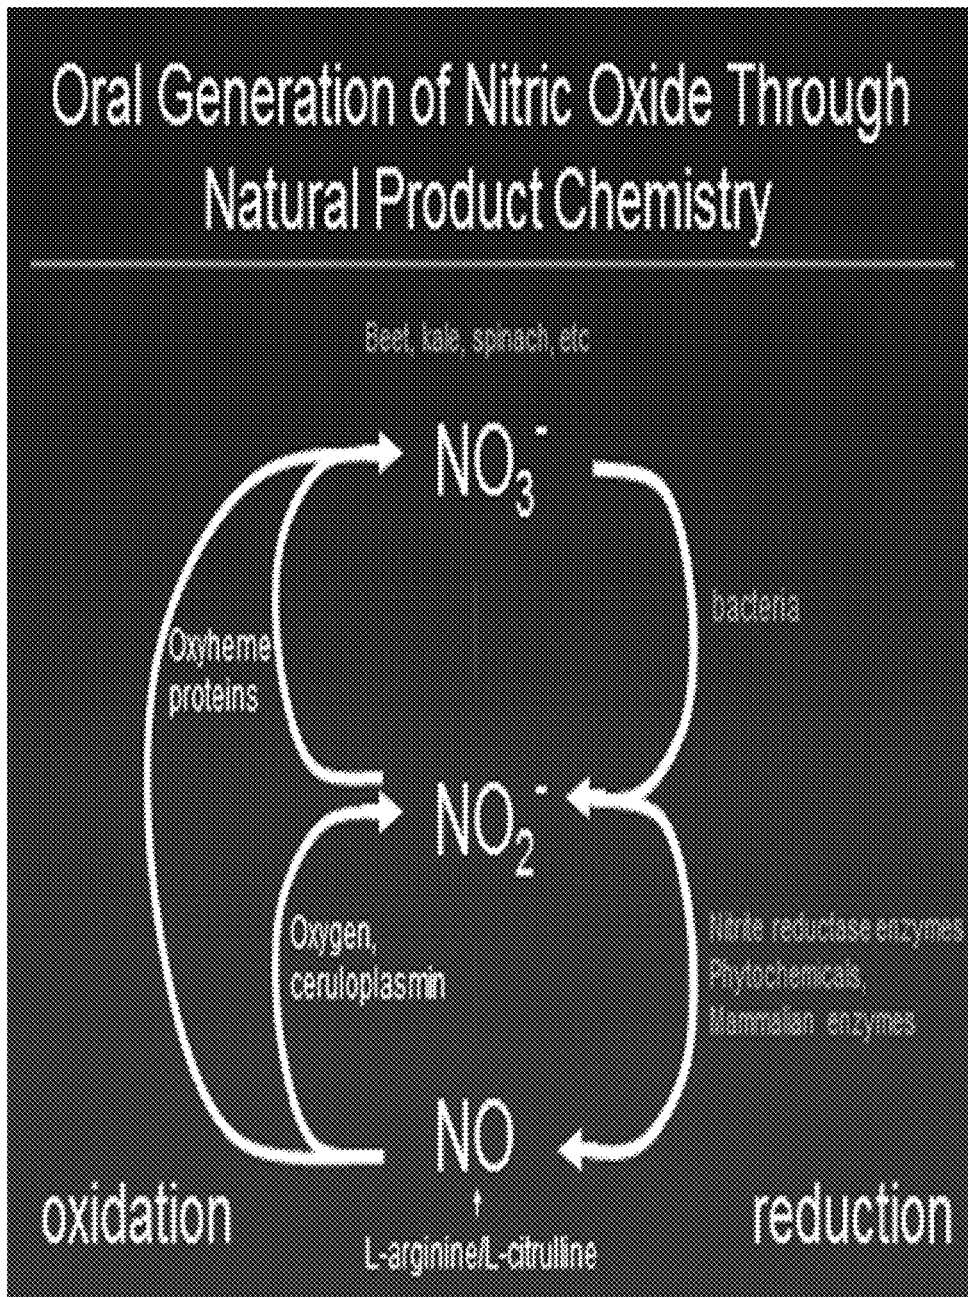 Oral Generation of Nitric Oxide Through
Natural Product Chemistry
Beet, kale, spinach, etc
NO₃⁻
bacteria
Oxyheme
proteins
NO₂⁻
Oxygen,
ceruloplasmin
Nitrite reductase enzymes
Phytochemicals,
Mammalian enzymes
NO
oxidation
reduction
L-arginine/L-citrulline